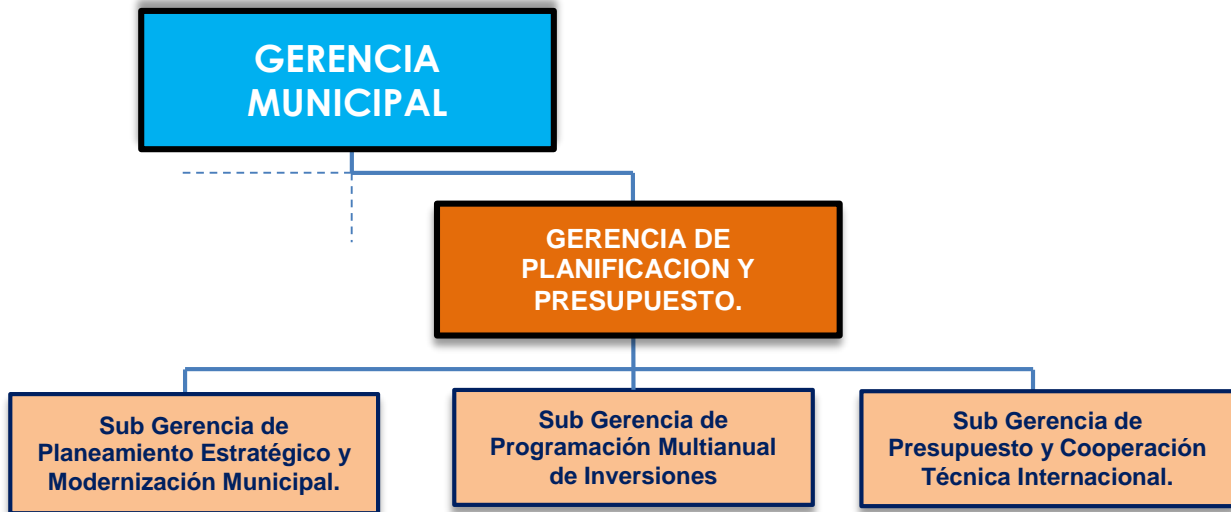 GERENCIA
MUNICIPAL
GERENCIA DE
PLANIFICACION Y
PRESUPUESTO.
Sub Gerencia de
Planeamiento Estratégico y
Modernización Municipal.
Sub Gerencia de
Programación Multianual
de Inversiones
Sub Gerencia de
Presupuesto y Cooperación
Técnica Internacional.